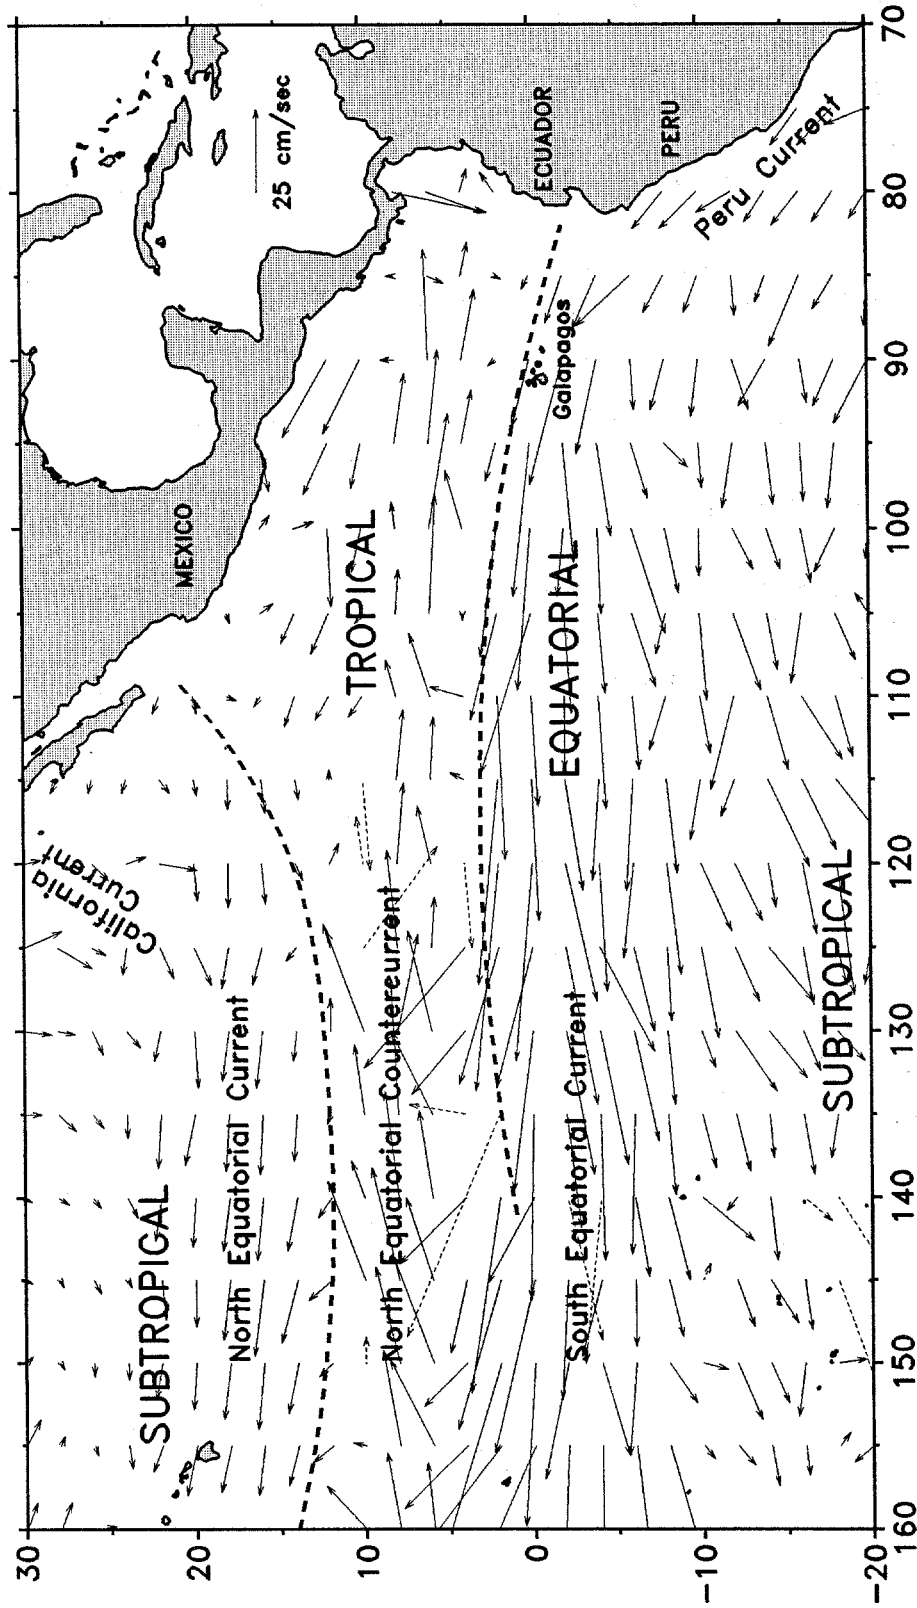 30
20
10
0
-10
-20
160
150
140
130
120
110
100
90
80
70
SUBTROPICAL
North Equatorial Current
North Equatorial Countercurrent
South Equatorial Current
SUBTROPICAL
California
Current
TROPICAL
EQUATORIAL
MEXICO
Galapagos
ECUADOR
PERU
Peru Current
25 cm/sec